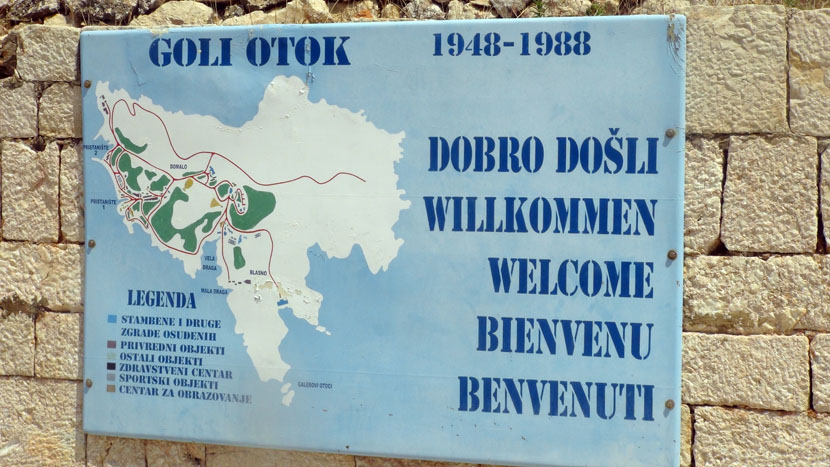 GOLI OTOK 1948-1988
DOBRO DOŠLI
WILLKOMMEN
WELCOME
BIENVENU
BENVENUTI
PRISTANIŠTE
2
PRISTANIŠTE
1
BOMALO
VELA
DRAGA
MALA DRAGA
BLASNO
LEGENDA
STAMBENE I DRUGE
ZGRADE OSUĐENIH
PRIVREDNI OBJEKTI
OSTALI OBJEKTI
ZDRAVSTVENI CENTAR
SPORTSKI OBJEKTI
CENTAR ZA OBRAZOVANJE